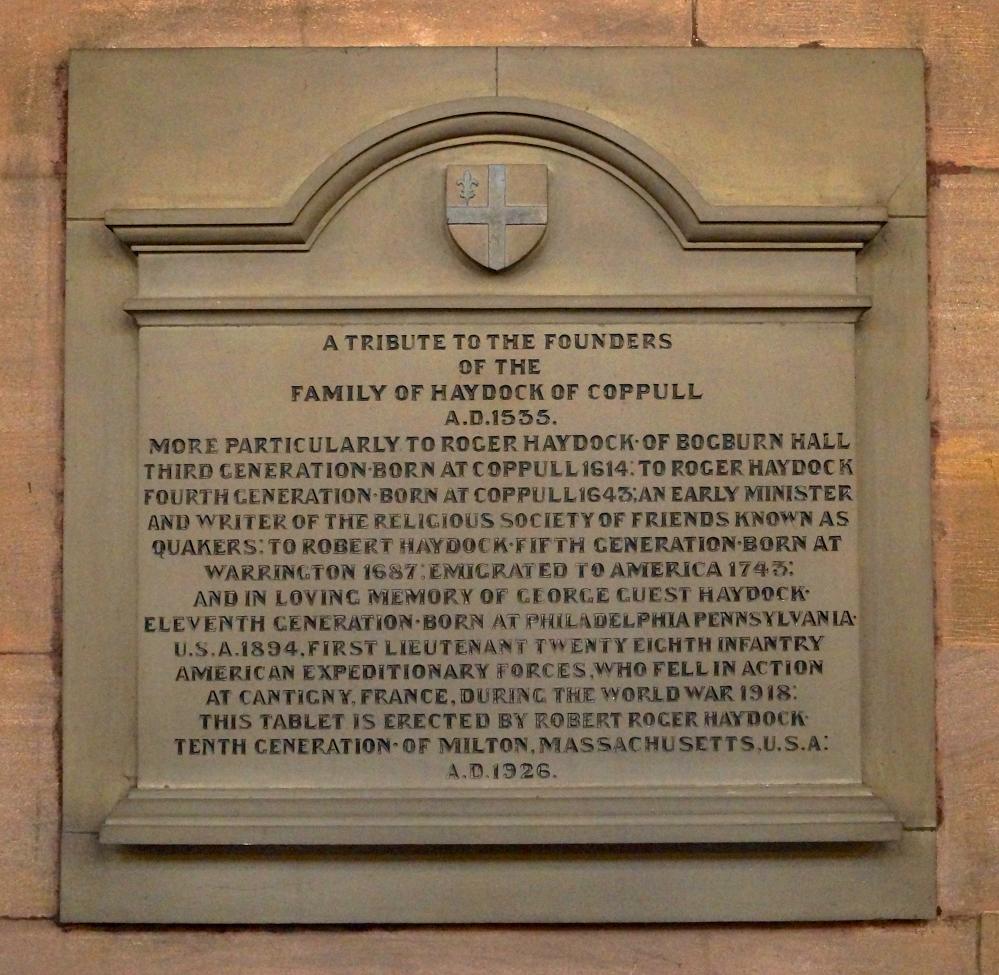 A TRIBUTE TO THE FOUNDERS
OF THE
FAMILY OF HAYDOCK OF COPPULL
A.D.1535.
MORE PARTICULARLY TO ROGER HAYDOCK·OF BOGBURN HALL
THIRD GENERATION·BORN AT COPPULL 1614:TO ROGER HAYDOCK
FOURTH GENERATION·BORN AT COPPULL 1643:AN EARLY MINISTER
AND WRITER OF THE RELIGIOUS SOCIETY OF FRIENDS KNOWN AS
QUAKERS:TO ROBERT HAYDOCK·FIFTH GENERATION·BORN AT
WARRINGTON 1687:EMIGRATED TO AMERICA 1743:
AND IN LOVING MEMORY OF GEORGE GUEST HAYDOCK·
ELEVENTH GENERATION·BORN AT PHILADELPHIA PENNSYLVANIA·
U.S.A.1894,FIRST LIEUTENANT TWENTY EIGHTH INFANTRY
AMERICAN EXPEDITIONARY FORCES,WHO FELL IN ACTION
AT CANTIGNY,FRANCE,DURING THE WORLD WAR 1918:
THIS TABLET IS ERECTED BY ROBERT ROGER HAYDOCK·
TENTH GENERATION·OF MILTON,MASSACHUSETTS,U.S.A:
A.D.1926.